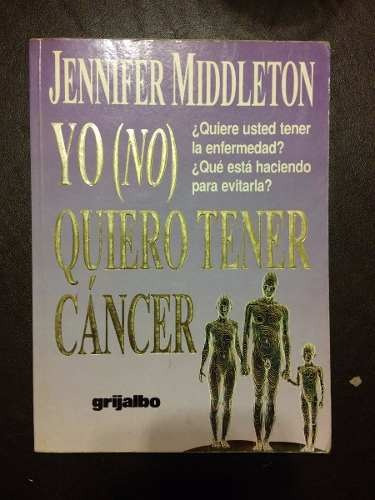 JENNIFER MIDDLETON
YO (NO)
¿Quiere usted tener
la enfermedad?
¿Qué está haciendo
para evitarla?
QUIERO TENER
CÁNCER
grijalbo